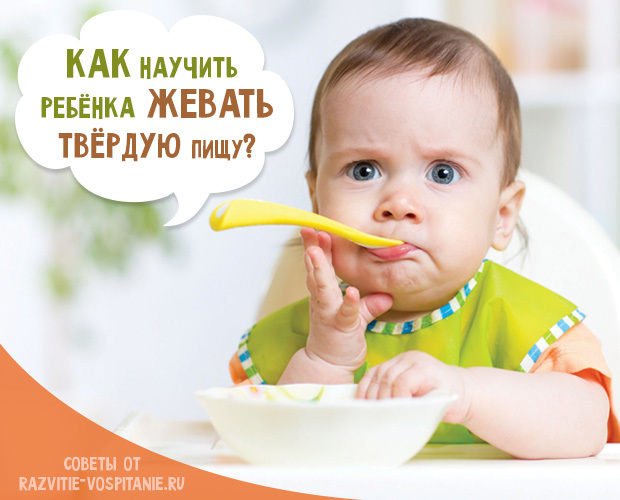 КАК НАУЧИТЬ
РЕБЁНКА ЖЕВАТЬ
ТВЁРДУЮ ПИЩУ?
СОВЕТЫ ОТ
RAZVITIE-VOSPITANIE.RU